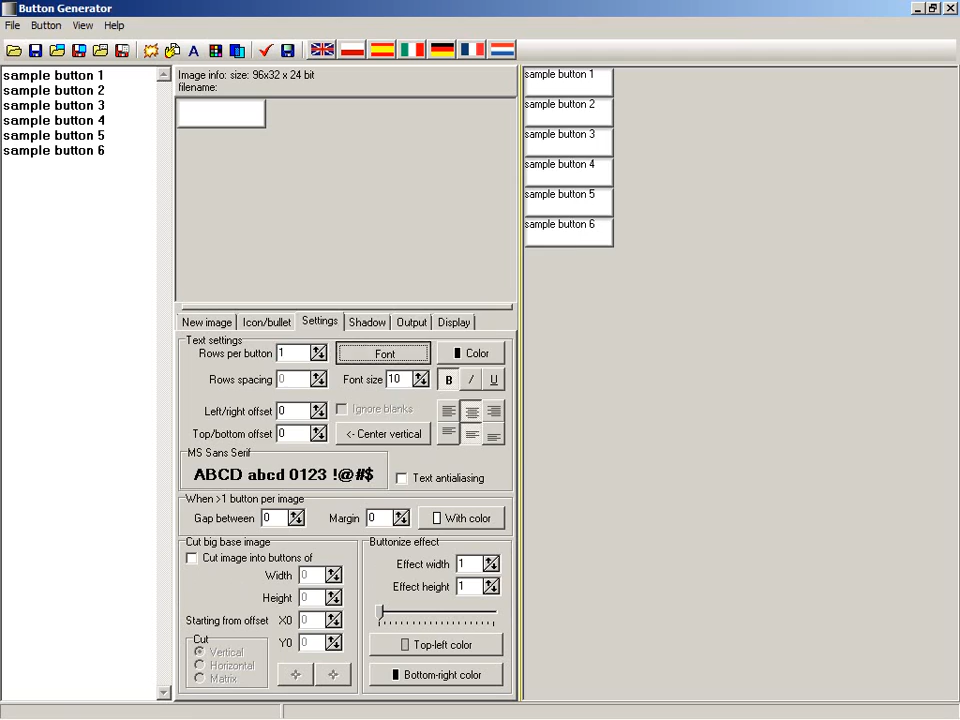 Button Generator
File Button View Help
A
sample button 1
sample button 2
sample button 3
sample button 4
sample button 5
sample button 6
Image info: size: 96x32 x 24 bit
filename:
New image Icon/bullet Settings Shadow Output Display
Text settings
Rows per button 1 Font Color
Rows spacing 0 Font size 10 B / U
Left/right offset 0 Ignore blanks
Top/bottom offset 0 <- Center vertical
MS Sans Serif
ABCD abcd 0123 !@#$ Text antialiasing
When >1 button per image
Gap between 0 Margin 0 With color
Cut big base image
Cut image into buttons of
Width 0
Height 0
Starting from offset X0 0
Y0 0
Cut
Vertical
Horizontal
Matrix
Buttonize effect
Effect width 1
Effect height 1
Top-left color
Bottom-right color
sample button 1
sample button 2
sample button 3
sample button 4
sample button 5
sample button 6